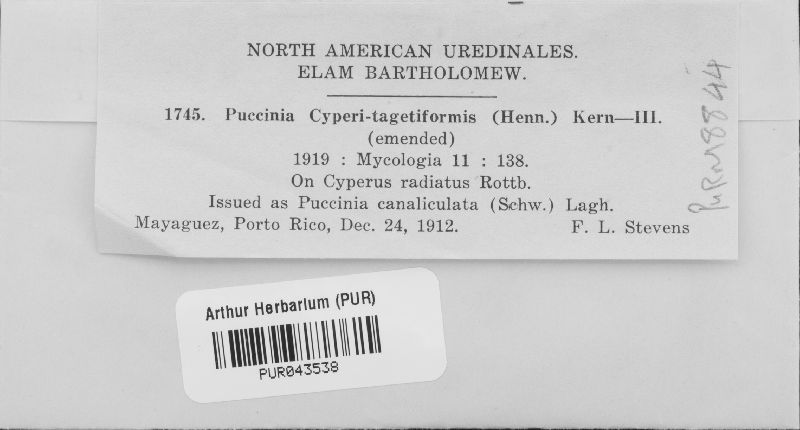 NORTH AMERICAN UREDINALES.
ELAM BARTHOLOMEW.
1745. Puccinia Cyperi-tagetiformis (Henn.) Kern—III.
(emended)
1919 : Mycologia 11 : 138.
On Cyperus radiatus Rottb.
Issued as Puccinia canaliculata (Schw.) Lagh.
Mayaguez, Porto Rico, Dec. 24, 1912. F. L. Stevens
Arthur Herbarium (PUR)
PUR043538